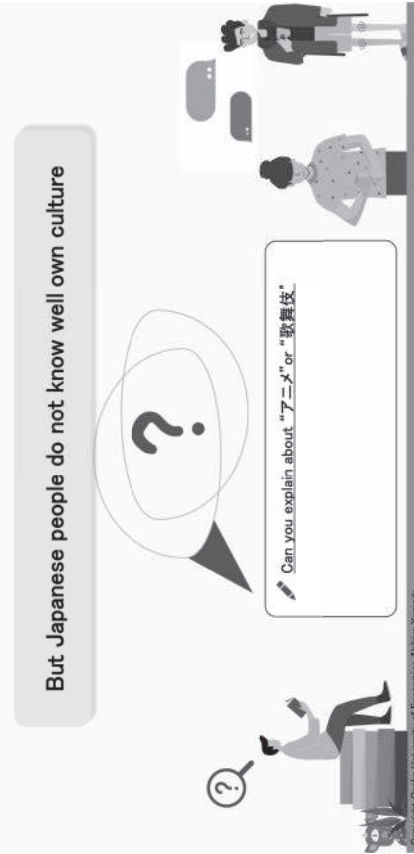 But Japanese people do not know well own culture
?
?
Can you explain about “アニメ”or “歌舞伎”